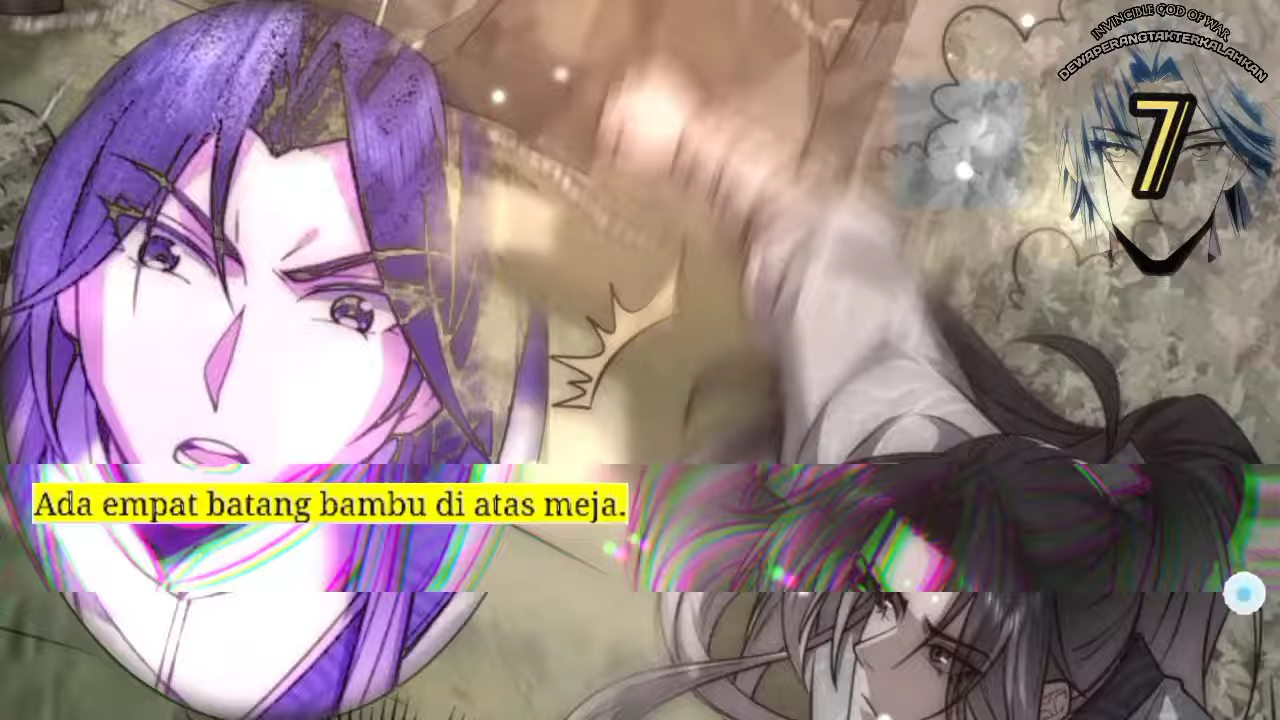 INVINCIBLE GOD OF WAR
DEWAPERANGTAKTERKALAHKAN
7
Ada empat batang bambu di atas meja.